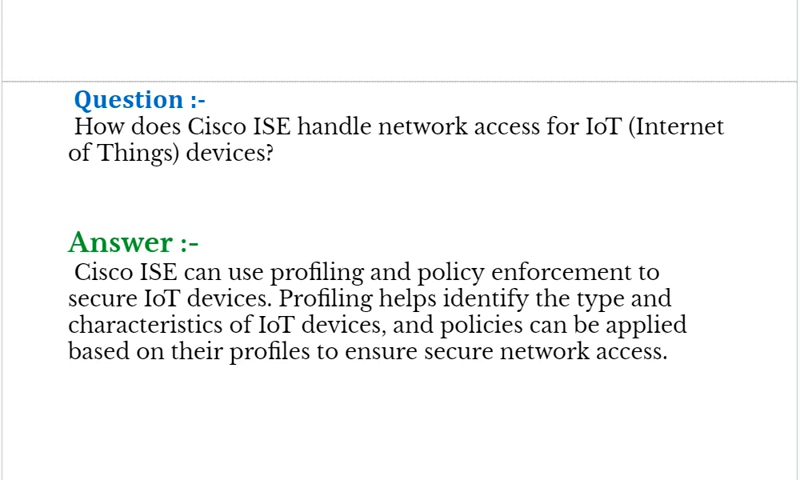 Question :-
How does Cisco ISE handle network access for IoT (Internet
of Things) devices?
Answer :-
Cisco ISE can use profiling and policy enforcement to
secure IoT devices. Profiling helps identify the type and
characteristics of IoT devices, and policies can be applied
based on their profiles to ensure secure network access.